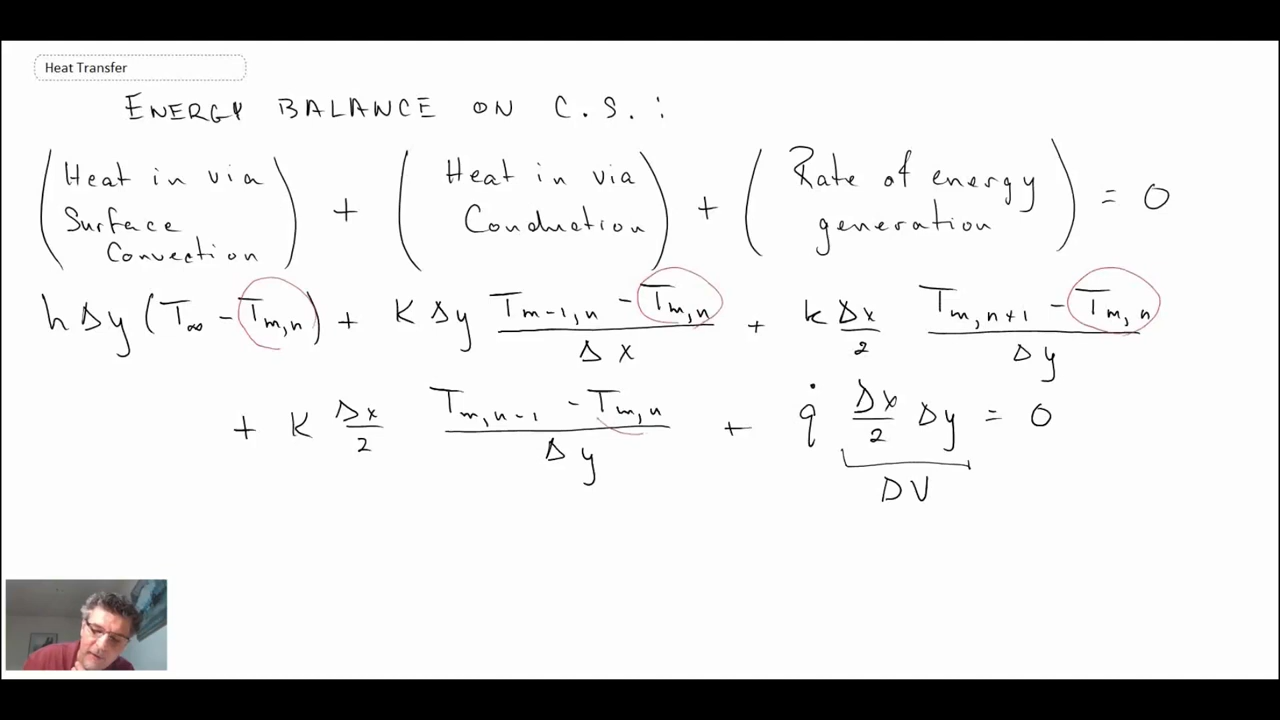 Heat Transfer
ENERGY BALANCE ON C.S.:
(Heat in via Surface Convection) + (Heat in via Conduction) + (Rate of energy generation) = 0
hΔy (T∞ - Tm,n) + K Δy (Tm-1,n - Tm,n)/Δx + k Δx/2 (Tm,n+1 - Tm,n)/Δy
+ K Δx/2 (Tm,n-1 - Tm,n)/Δy + q̇ Δx/2 Δy = 0
DV